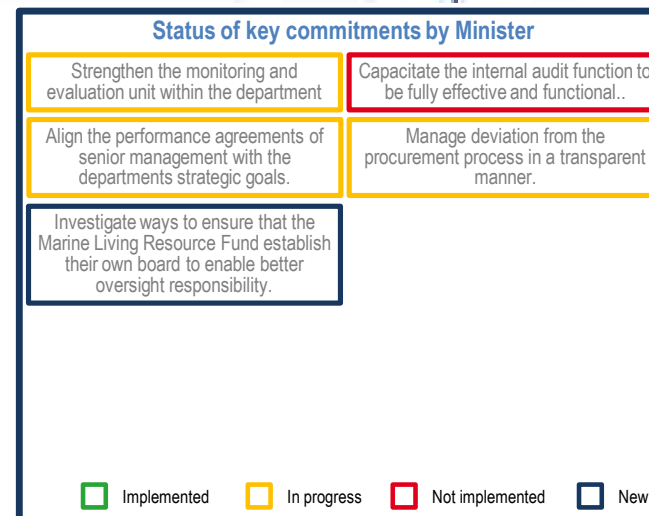 Status of key commitments by Minister
Strengthen the monitoring and
evaluation unit within the department
Capacitate the internal audit function to
be fully effective and functional..
Align the performance agreements of
senior management with the
departments strategic goals.
Manage deviation from the
procurement process in a transparent
manner.
Investigate ways to ensure that the
Marine Living Resource Fund establish
their own board to enable better
oversight responsibility.
Implemented
In progress
Not implemented
New